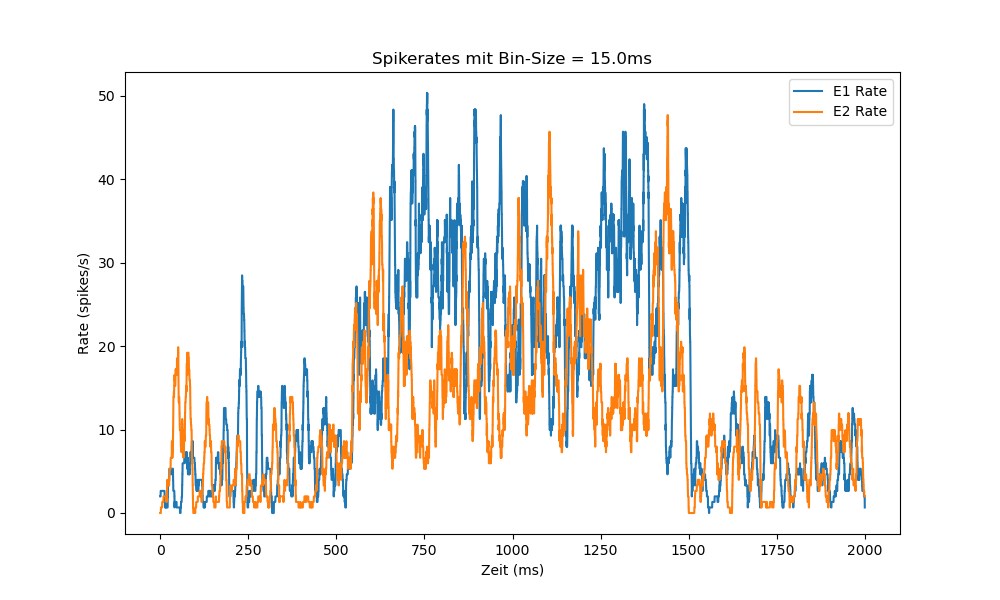 Spikerates mit Bin-Size = 15.0ms
E1 Rate
E2 Rate
50
40
30
20
10
0
Rate (spikes/s)
0 250 500 750 1000 1250 1500 1750 2000
Zeit (ms)